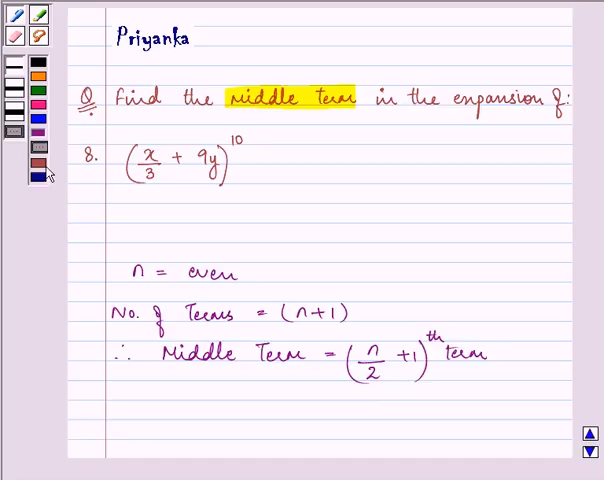 Priyanka
Q Find the middle term in the expansion of:
8. (x/3 + 9y)^10
n = even
No. of Terms = (n+1)
∴ Middle Term = (n/2 +1)^th term